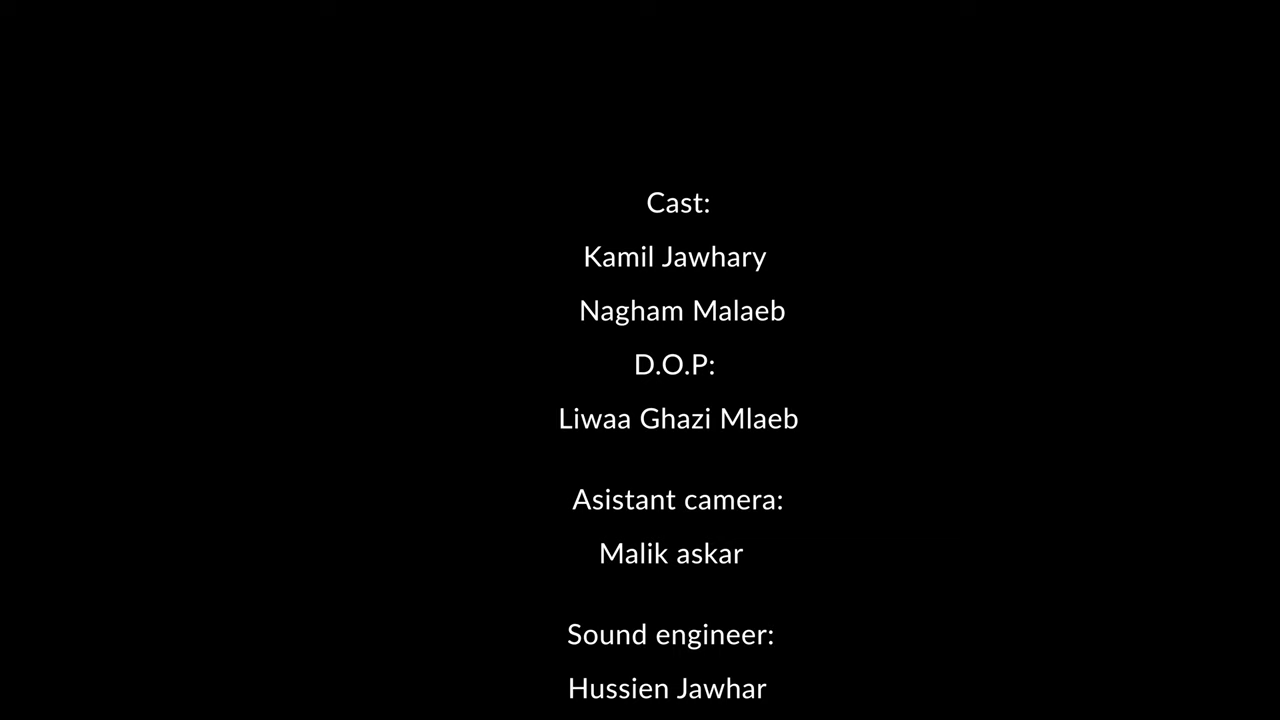 Cast:
Kamil Jawhary
Nagham Malaeb
D.O.P:
Liwaa Ghazi Mlaeb
Asistant camera:
Malik askar
Sound engineer:
Hussien Jawhar